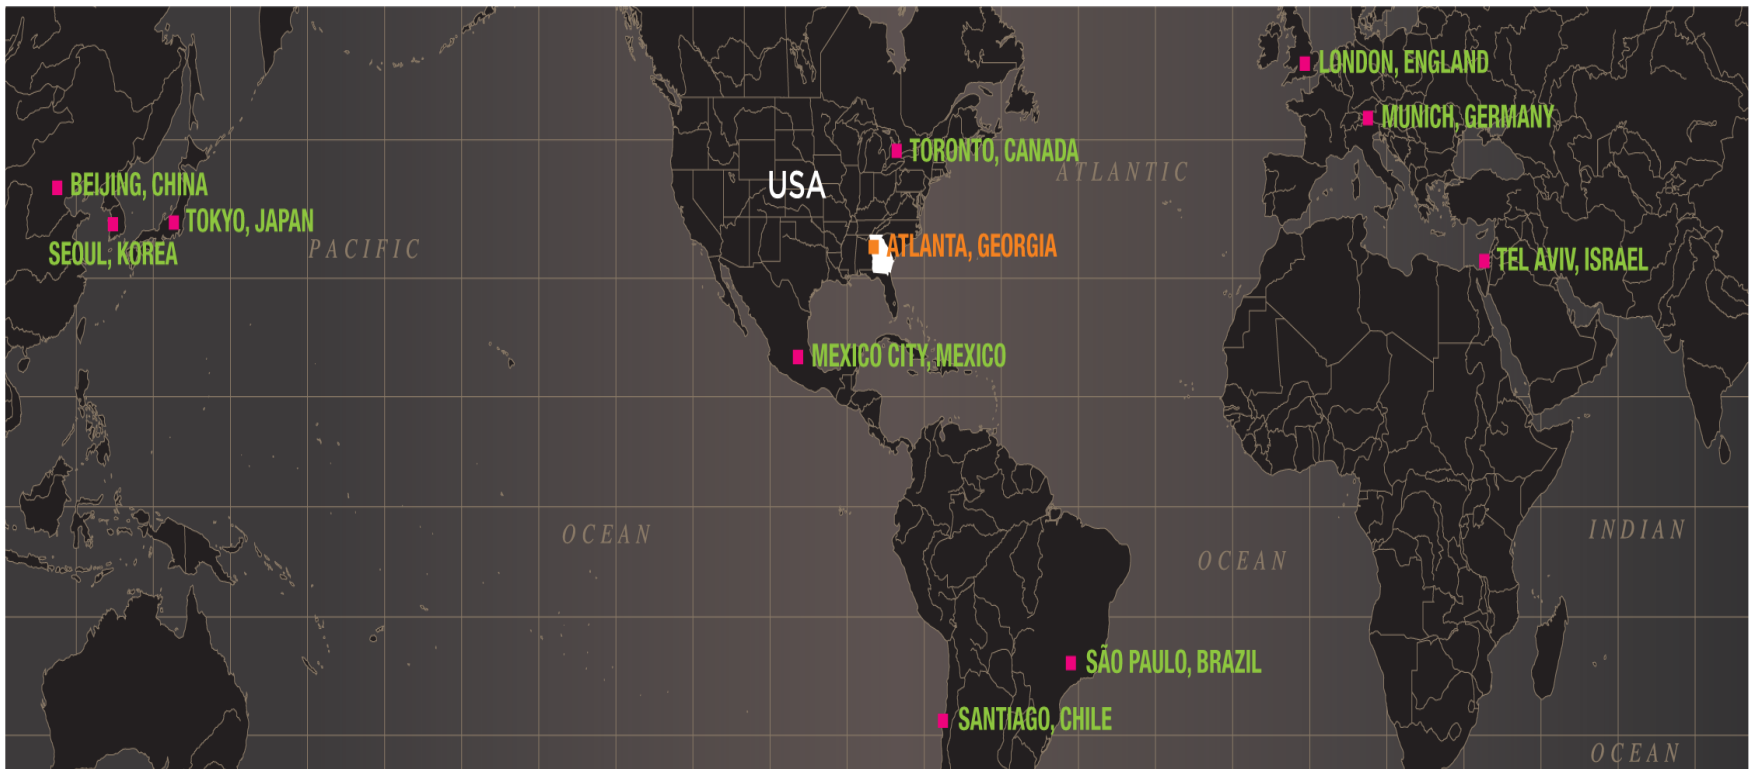 LONDON, ENGLAND
MUNICH, GERMANY
TORONTO, CANADA
ATLANTIC
USA
BEIJING, CHINA
TOKYO, JAPAN
SEOUL, KOREA
PACIFIC
ATLANTA, GEORGIA
TEL AVIV, ISRAEL
MEXICO CITY, MEXICO
OCEAN
INDIAN
OCEAN
SÃO PAULO, BRAZIL
SANTIAGO, CHILE
OCEAN